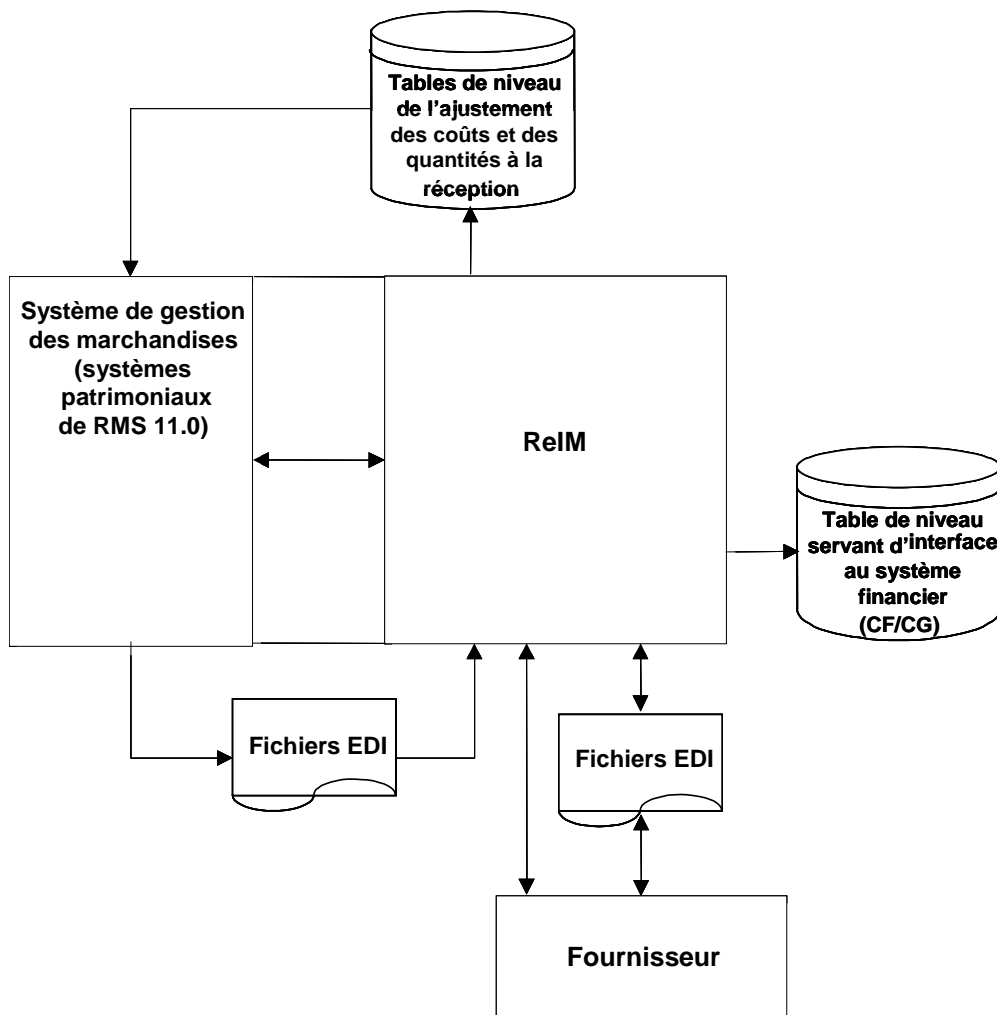 Tables de niveau
de l'ajustement
des coûts et des
quantités à la
réception
Système de gestion
des marchandises
(systèmes
patrimoniaux
de RMS 11.0)
ReIM
Table de niveau
servant d'interface
au système
financier
(CF/CG)
Fichiers EDI
Fichiers EDI
Fournisseur